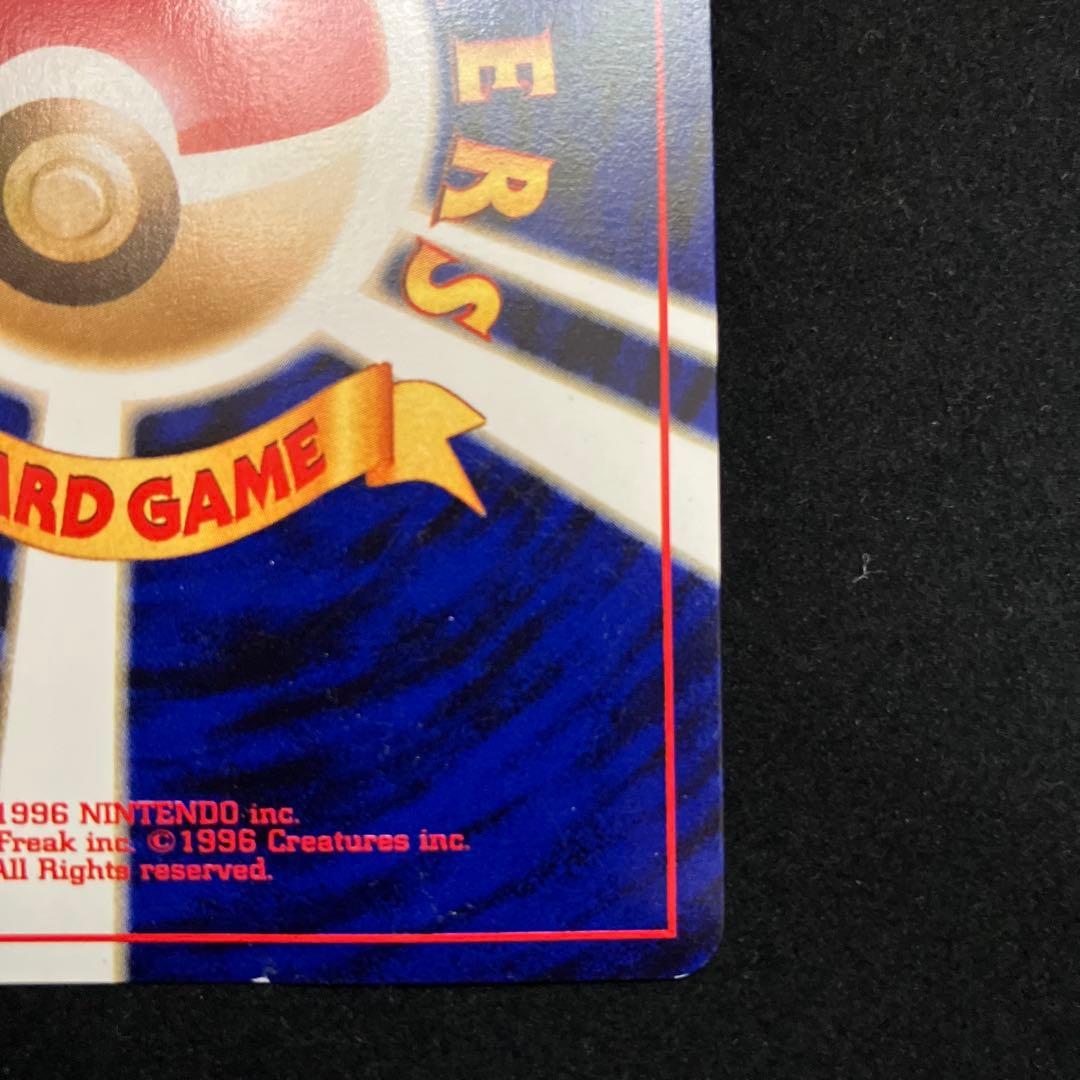 ERS
ARD GAME
1996 NINTENDO inc.
Freak inc. ©1996 Creatures inc.
All Rights reserved.